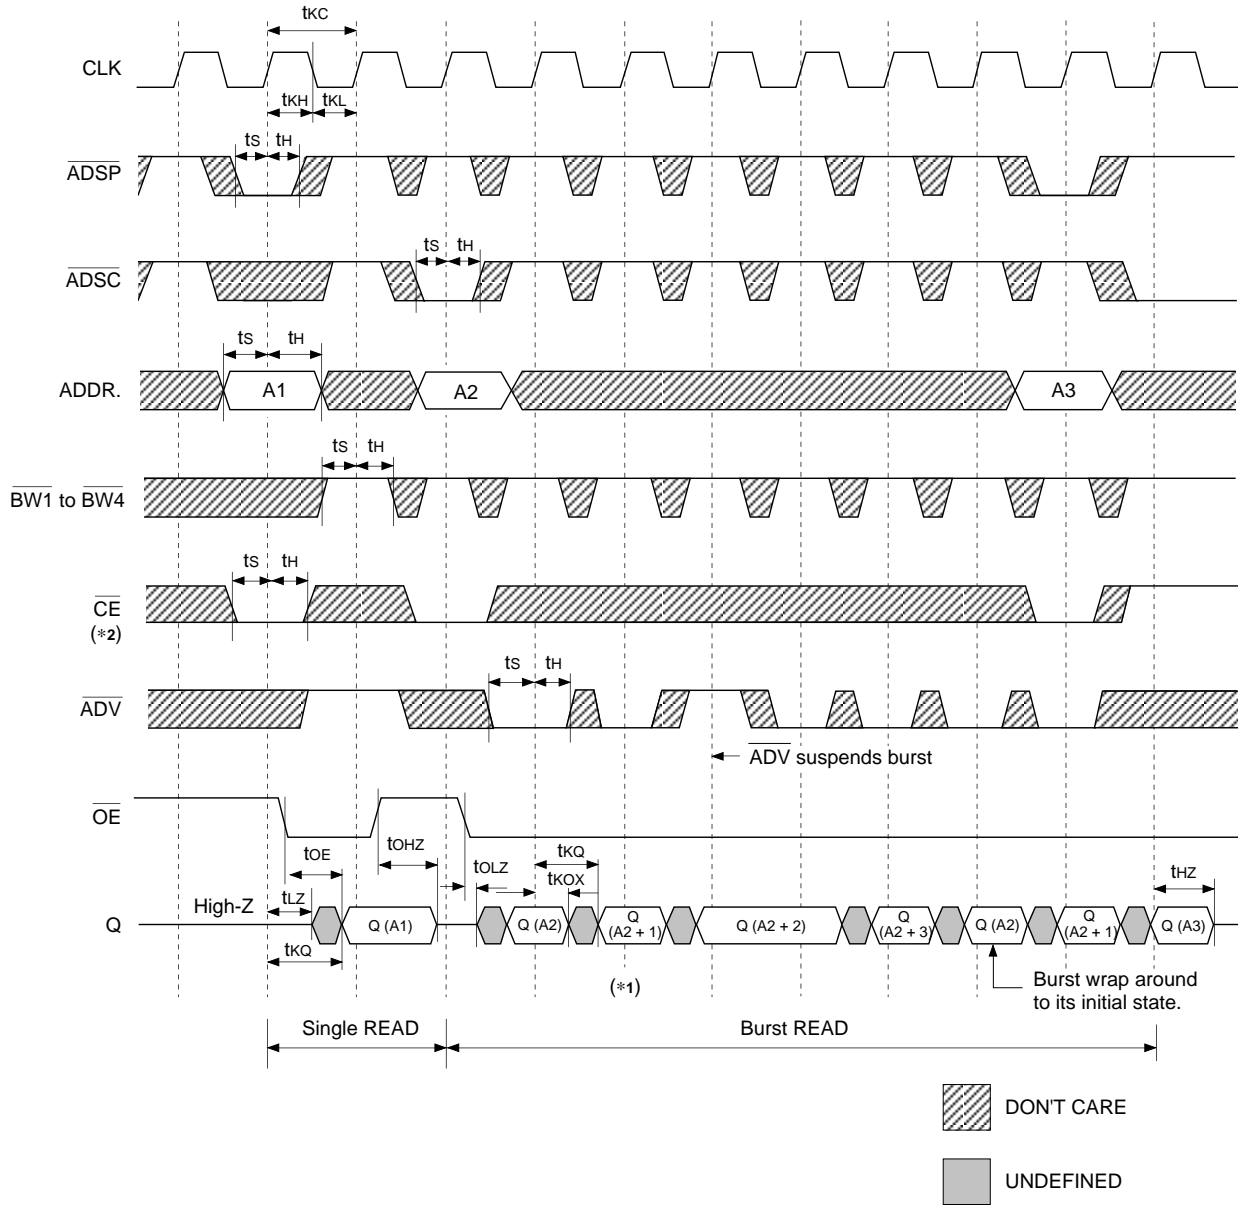 tKC
CLK
tKH tKL
tS tH
ADSP
tS tH
ADSC
tS tH
ADDR. A1 A2 A3
tS tH
BW1 to BW4
tS tH
CE
(*2)
tS tH
ADV
ADV suspends burst
OE
tOE tOHZ tOLZ tKQ tHZ
tKOX
High-Z tLZ
Q Q (A1) Q (A2) Q (A2 + 1) Q (A2 + 2) Q (A2 + 3) Q (A2) Q (A2 + 1) Q (A3)
tKQ
(*1)
Burst wrap around
to its initial state.
Single READ Burst READ
DON'T CARE
UNDEFINED